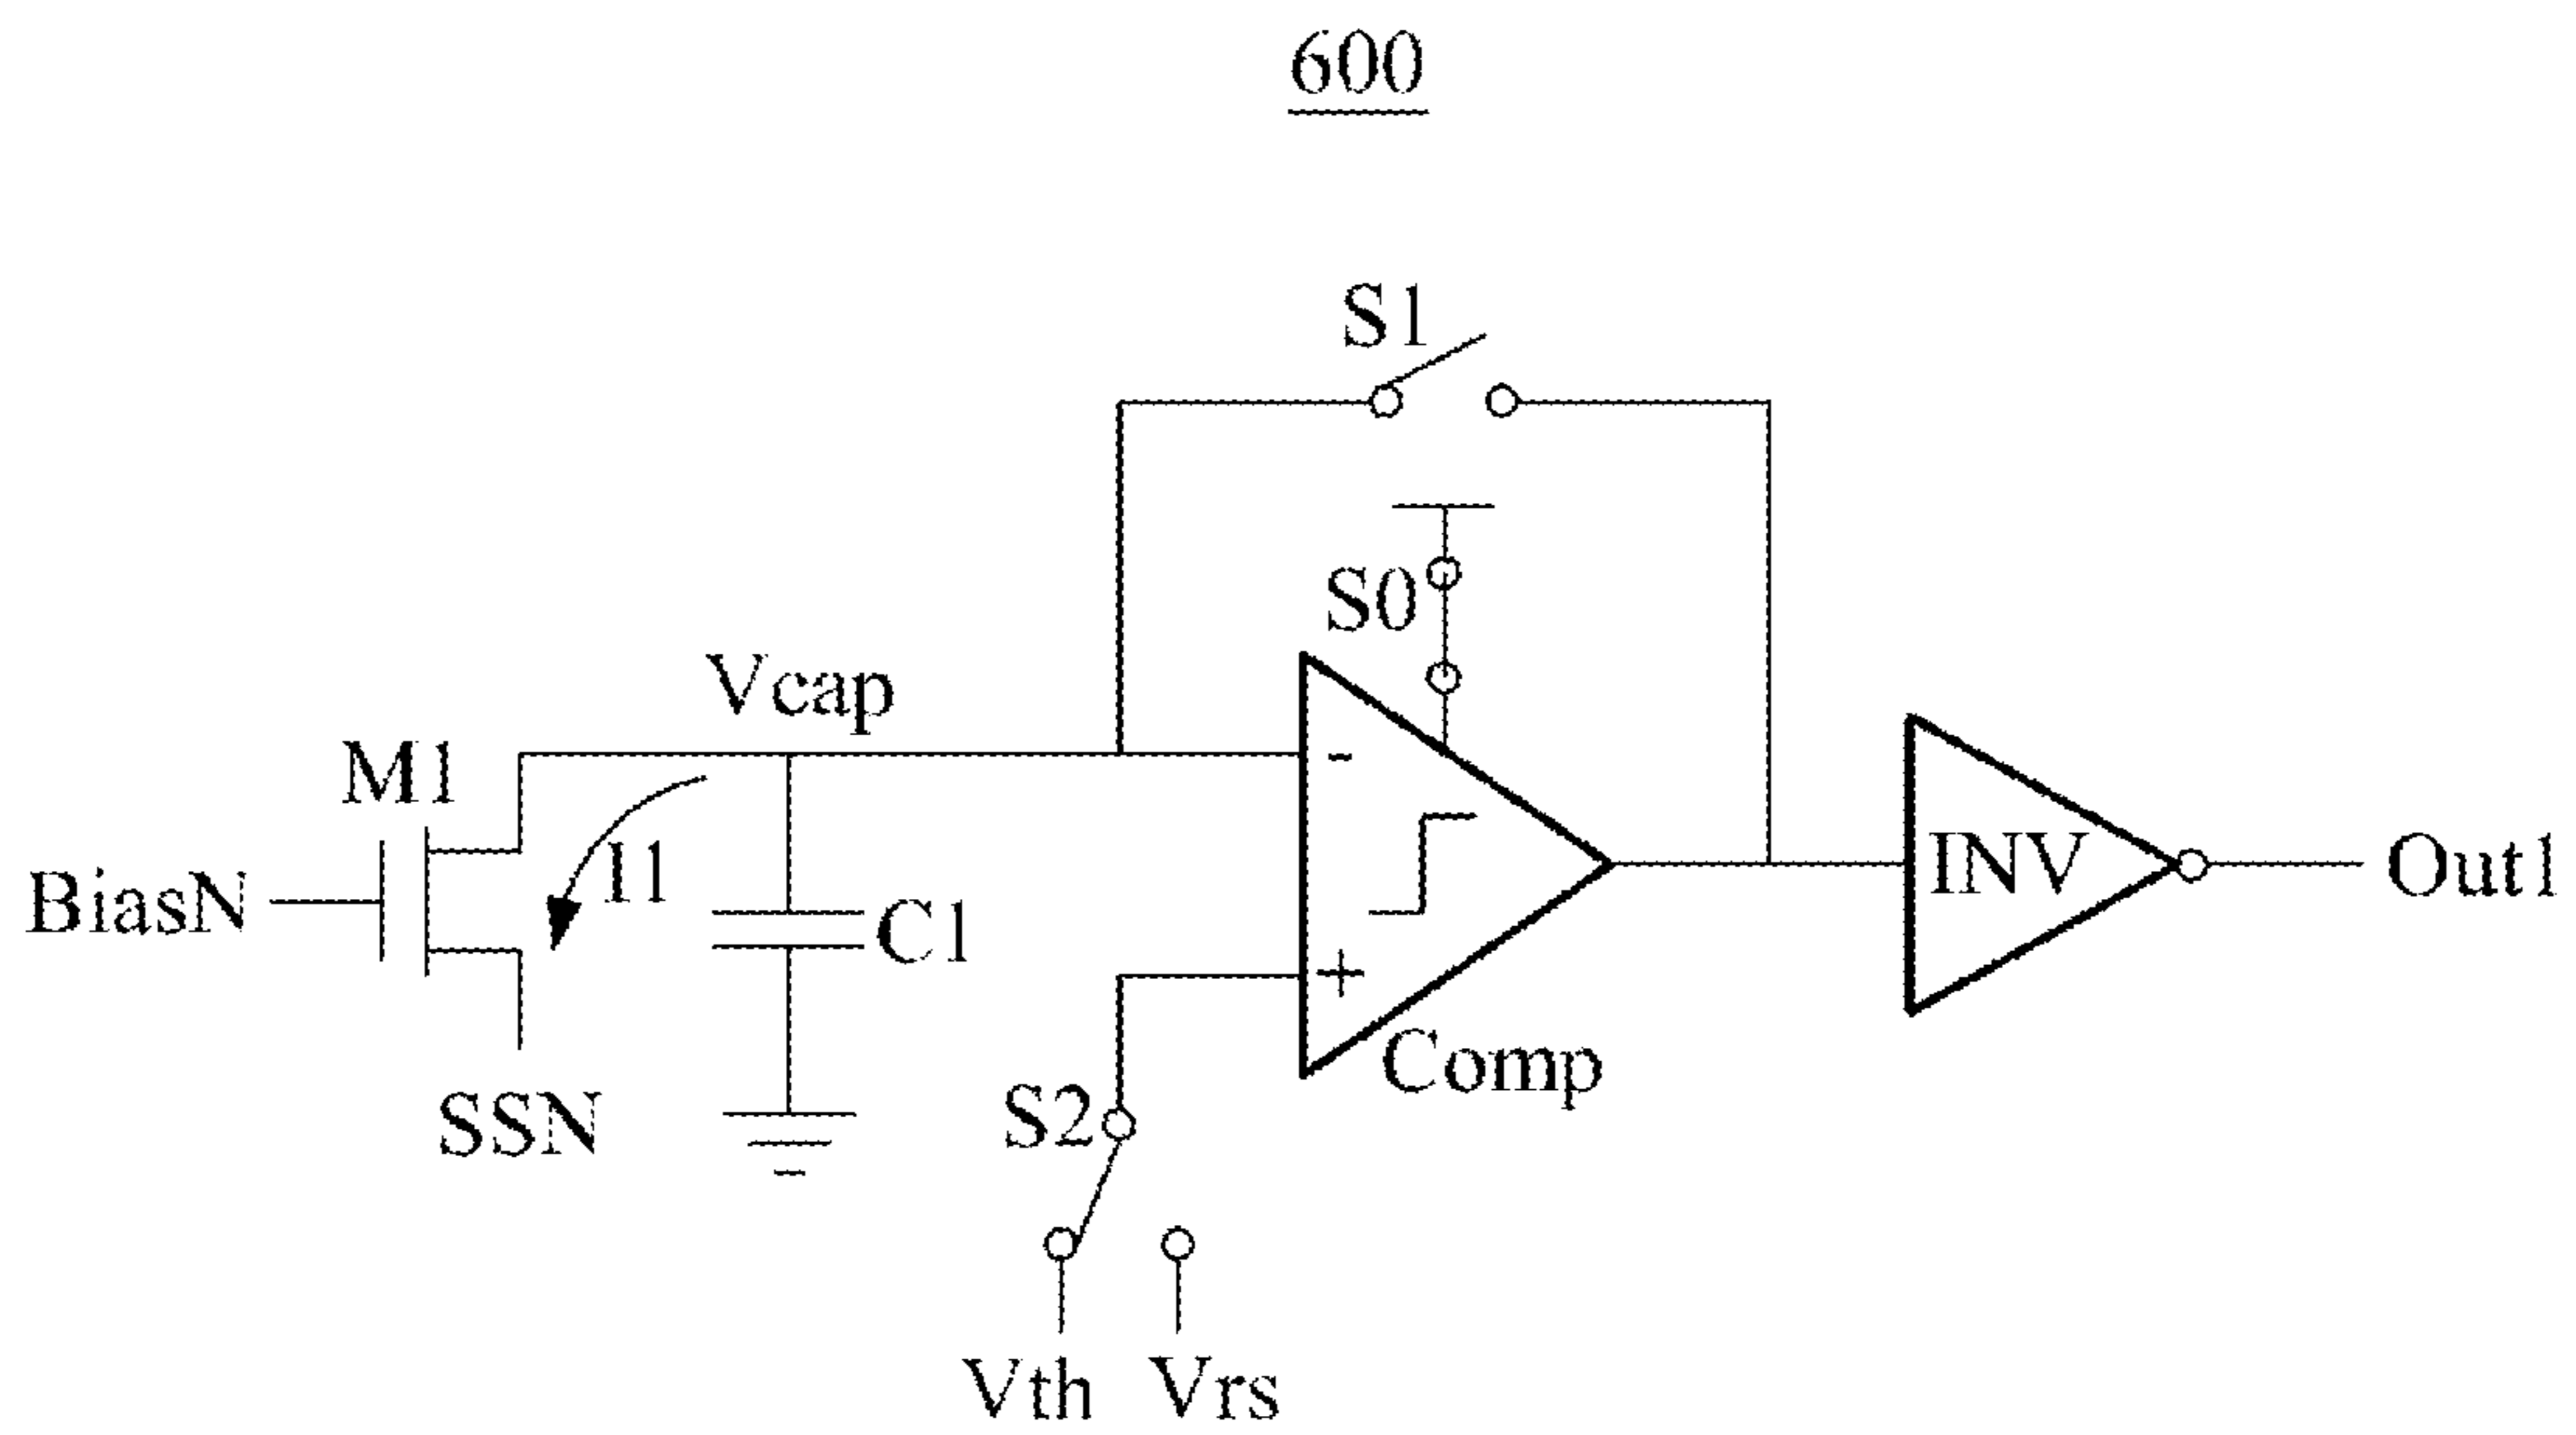 600
S1
S0
Vcap
M1
-
INV
BiasN
I1
C1
Out1
+
Comp
SSN
S2
Vth
Vrs